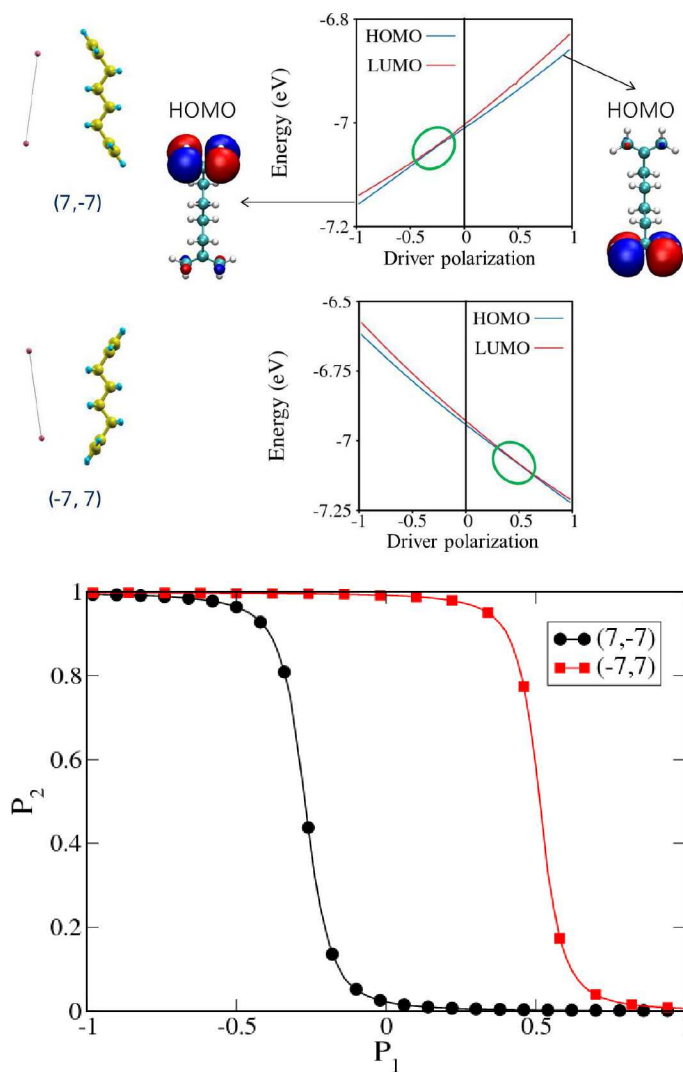 -6.8
HOMO
LUMO
Energy (eV)
-7
-7.2
-1
-0.5
0
0.5
1
Driver polarization
HOMO
HOMO
(7,-7)
-6.5
HOMO
LUMO
Energy (eV)
-6.75
-7
-7.25
-1
-0.5
0
0.5
1
Driver polarization
(-7, 7)
1
0.8
0.6
0.4
0.2
0
P2
(7,-7)
(-7,7)
-1
-0.5
0
0.5
P1